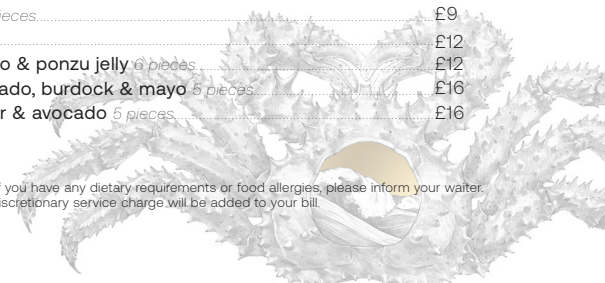 pieces £9
£12
o & ponzu jelly 6 pieces £12
ado, burdock & mayo 5 pieces £16
r & avocado 5 pieces £16
f you have any dietary requirements or food allergies, please inform your waiter.
iscretionary service charge will be added to your bill.